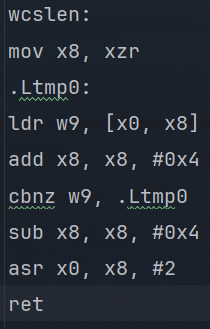 wcslen:
mov x8, xzr
.Ltmp0:
ldr w9, [x0, x8]
add x8, x8, #0x4
cbnz w9, .Ltmp0
sub x8, x8, #0x4
asr x0, x8, #2
ret